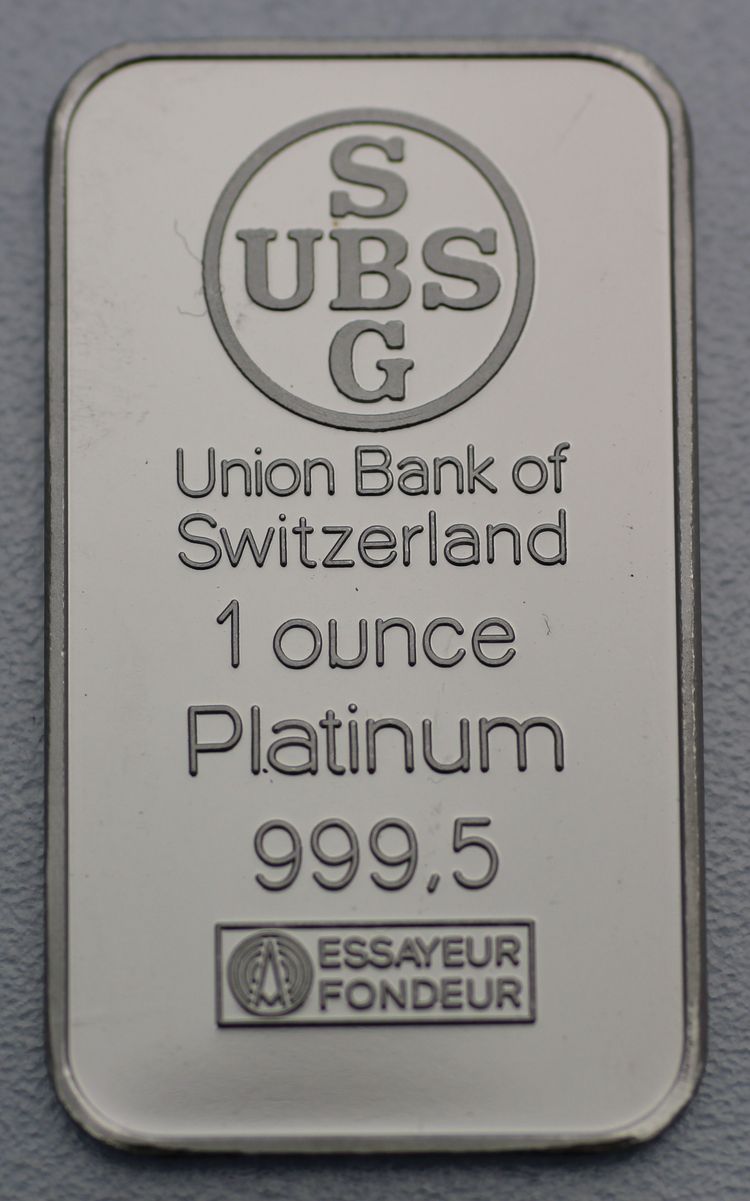 S
UBS
G
Union Bank of
Switzerland
1 ounce
Platinum
999,5
ESSAYEUR
FONDEUR